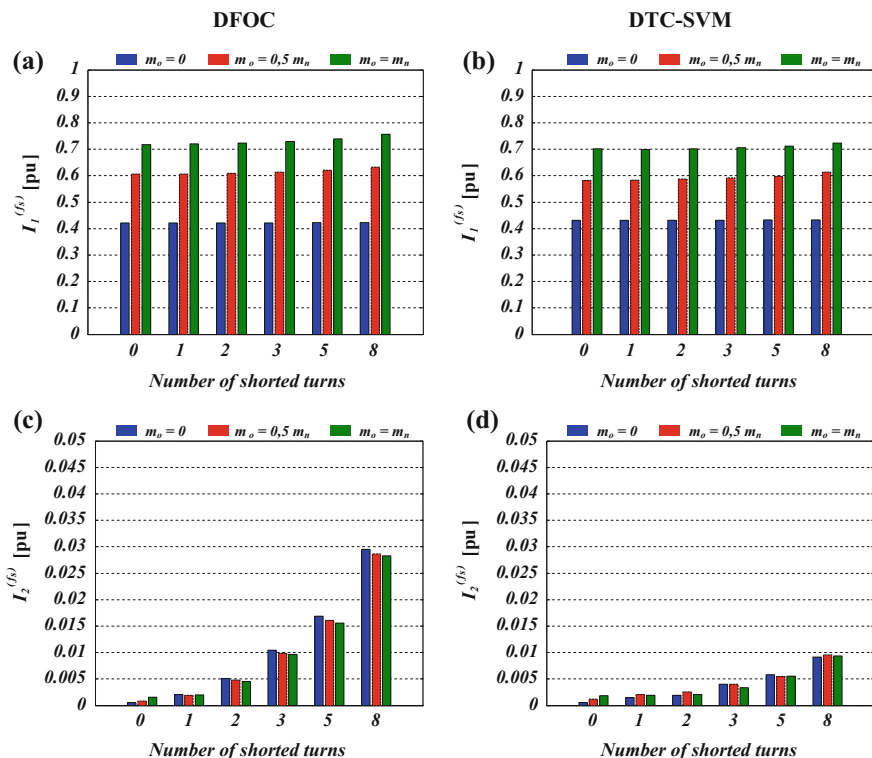 DFOC
DTC-SVM
(a)
mₒ = 0 mₒ = 0,5 mₙ mₒ = mₙ
1
0.9
0.8
0.7
0.6
0.5
0.4
0.3
0.2
0.1
0
I₁^(fs) [pu]
0 1 2 3 5 8
Number of shorted turns
(b)
mₒ = 0 mₒ = 0,5 mₙ mₒ = mₙ
1
0.9
0.8
0.7
0.6
0.5
0.4
0.3
0.2
0.1
0
I₁^(fs) [pu]
0 1 2 3 5 8
Number of shorted turns
(c)
mₒ = 0 mₒ = 0,5 mₙ mₒ = mₙ
0.05
0.045
0.04
0.035
0.03
0.025
0.02
0.015
0.01
0.005
0
I₂^(fs) [pu]
0 1 2 3 5 8
Number of shorted turns
(d)
mₒ = 0 mₒ = 0,5 mₙ mₒ = mₙ
0.05
0.045
0.04
0.035
0.03
0.025
0.02
0.015
0.01
0.005
0
I₂^(fs) [pu]
0 1 2 3 5 8
Number of shorted turns